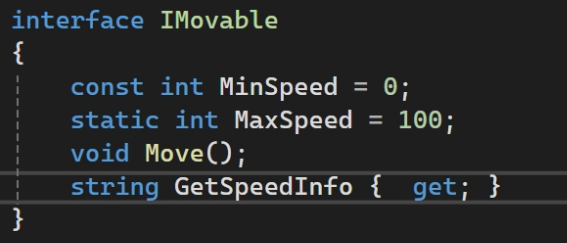 interface IMovable
{
const int MinSpeed = 0;
static int MaxSpeed = 100;
void Move();
string GetSpeedInfo {  get; }
}